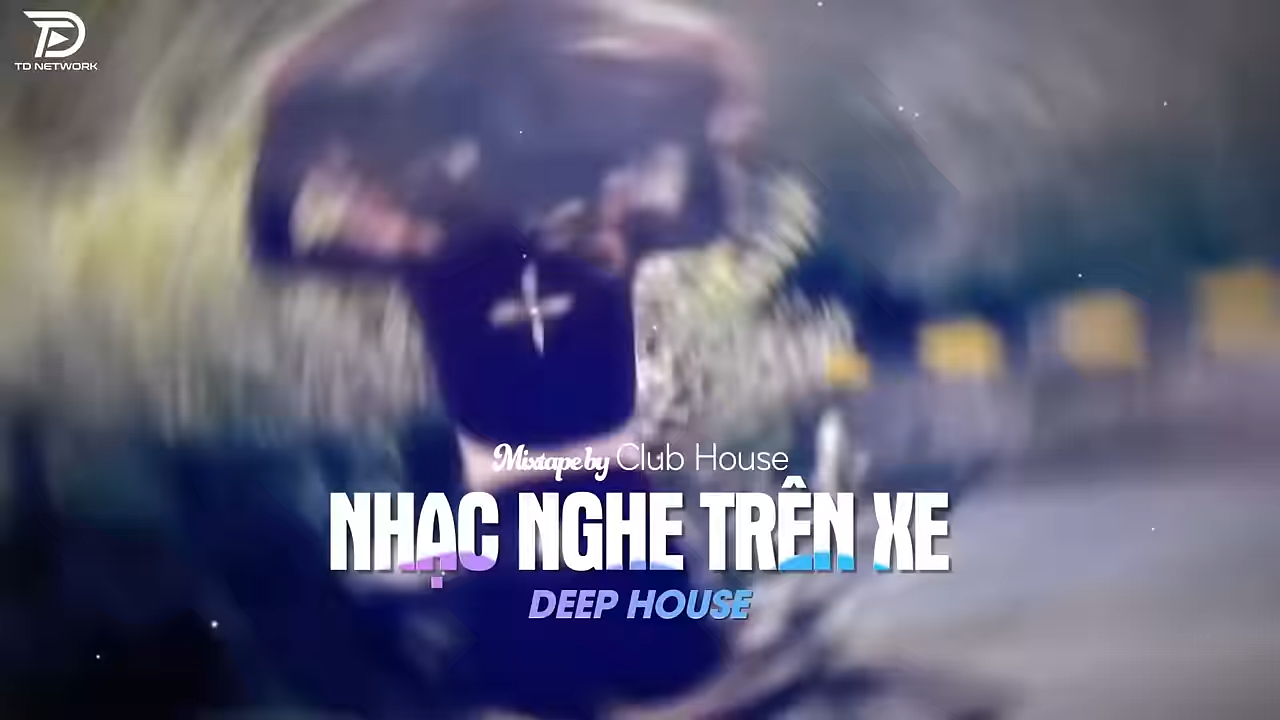 TD NETWORK
Mixtape by Club House
NHẠC NGHE TRÊN XE
DEEP HOUSE